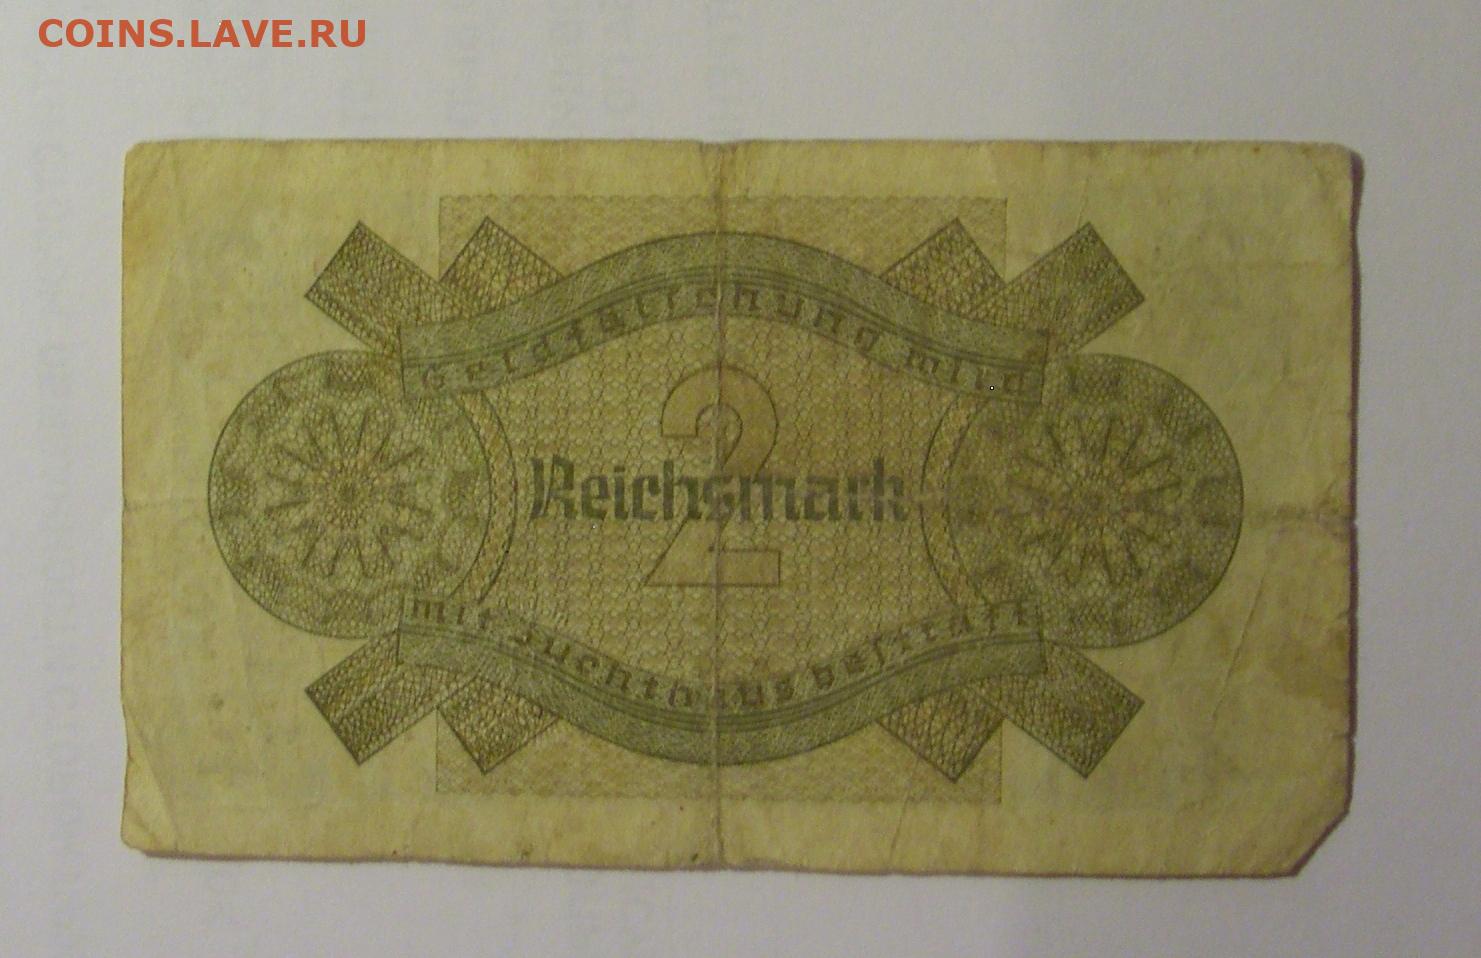 COINS.LAVE.RU
Geldfälschung wird
2
Reichsmark
mit Zuchthaus bestraft